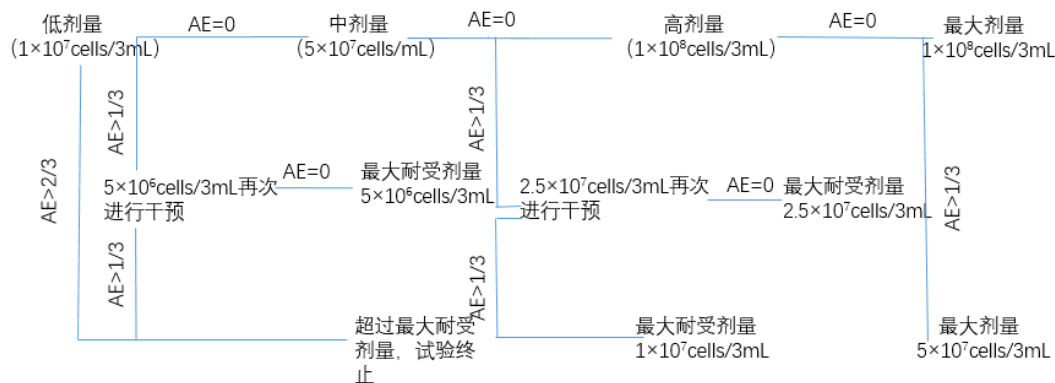 低剂量
(1×10⁷cells/3mL)
AE=0
中剂量
(5×10⁷cells/mL)
AE=0
高剂量
(1×10⁸cells/3mL)
AE=0
最大剂量
1×10⁸cells/3mL
AE>2/3
AE>1/3
5×10⁶cells/3mL再次
进行干预
AE=0
最大耐受剂量
5×10⁶cells/3mL
AE>1/3
2.5×10⁷cells/3mL再次
进行干预
AE=0
最大耐受剂量
2.5×10⁷cells/3mL
AE>1/3
AE>1/3
超过最大耐受
剂量，试验终
止
AE>1/3
最大耐受剂量
1×10⁷cells/3mL
最大剂量
5×10⁷cells/3mL